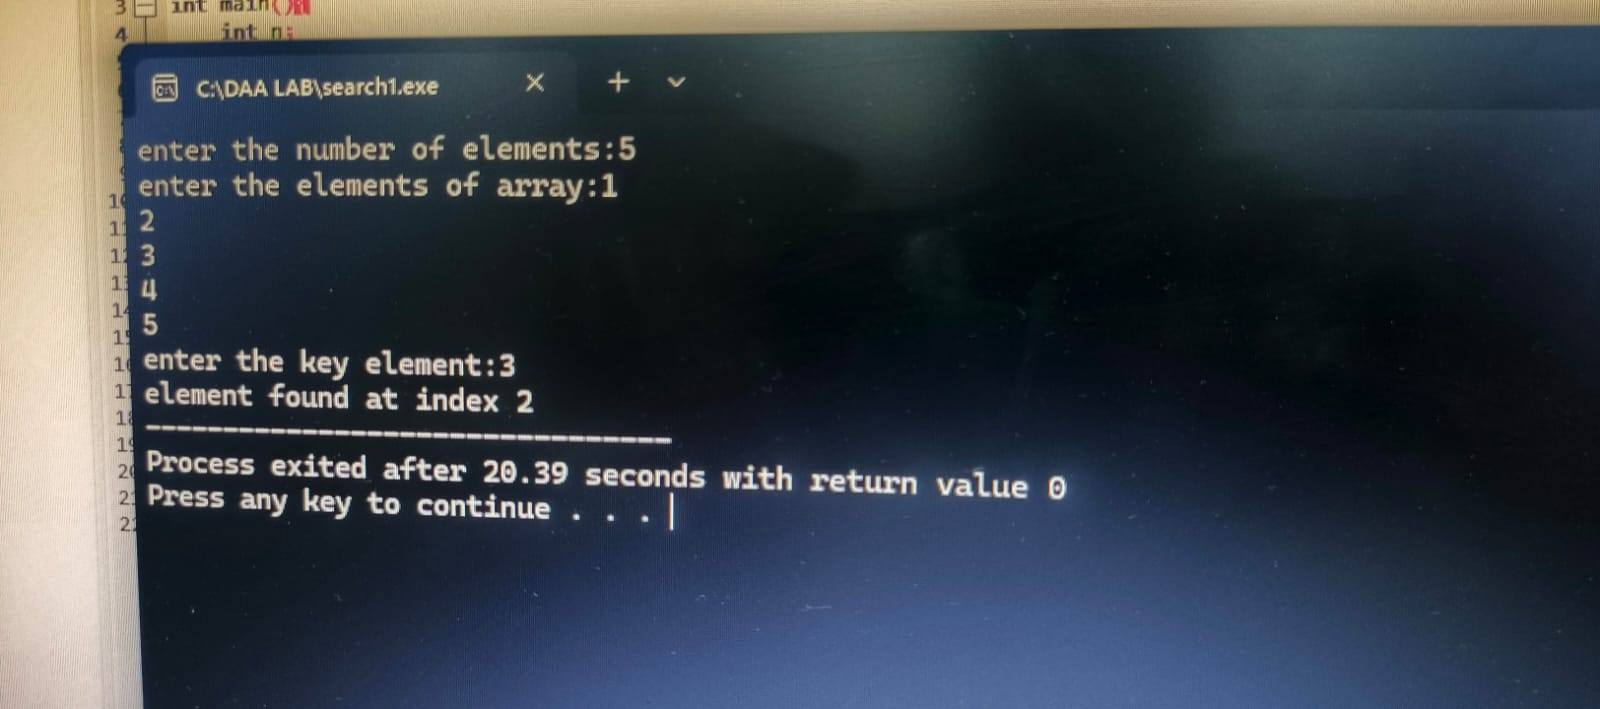 3 int main(){
4 int n;
C:\DAA LAB\search1.exe
enter the number of elements:5
enter the elements of array:1
2
3
4
5
enter the key element:3
element found at index 2
--------------------------------
Process exited after 20.39 seconds with return value 0
Press any key to continue . . .